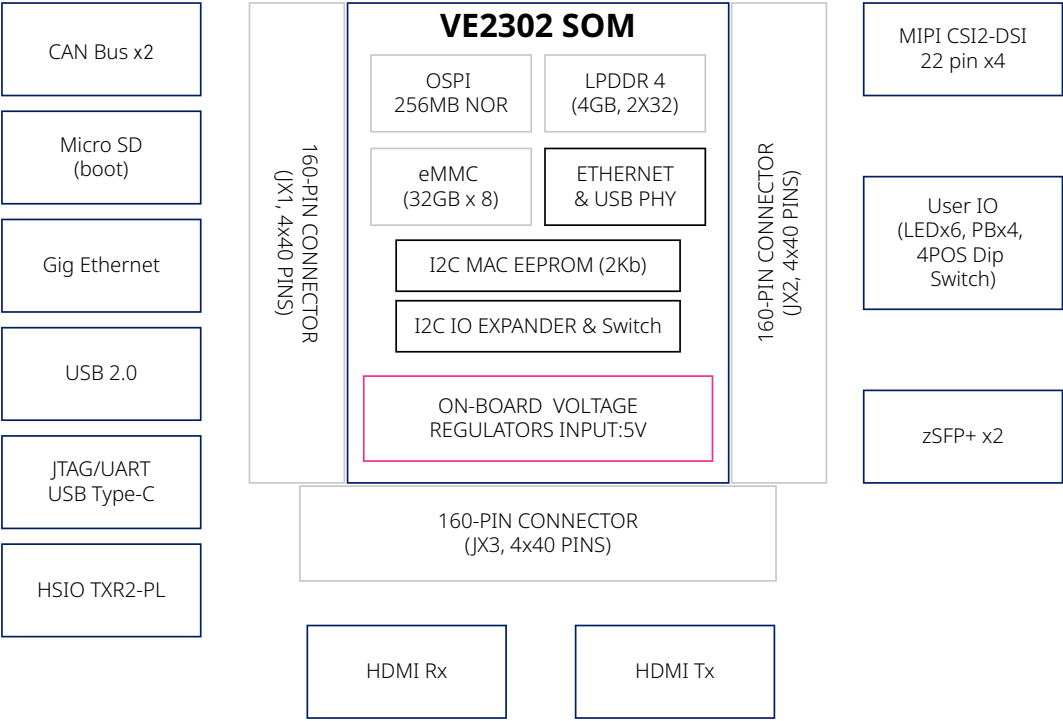 VE2302 SOM
CAN Bus x2
Micro SD
(boot)
Gig Ethernet
USB 2.0
JTAG/UART
USB Type-C
HSIO TXR2-PL
160-PIN CONNECTOR
(JX1, 4x40 PINS)
OSPI
256MB NOR
LPDDR 4
(4GB, 2X32)
eMMC
(32GB x 8)
ETHERNET
& USB PHY
I2C MAC EEPROM (2Kb)
I2C IO EXPANDER & Switch
ON-BOARD  VOLTAGE
REGULATORS INPUT:5V
160-PIN CONNECTOR
(JX2, 4x40 PINS)
160-PIN CONNECTOR
(JX3, 4x40 PINS)
MIPI CSI2-DSI
22 pin x4
User IO
(LEDx6, PBx4,
4POS Dip
Switch)
zSFP+ x2
HDMI Rx
HDMI Tx